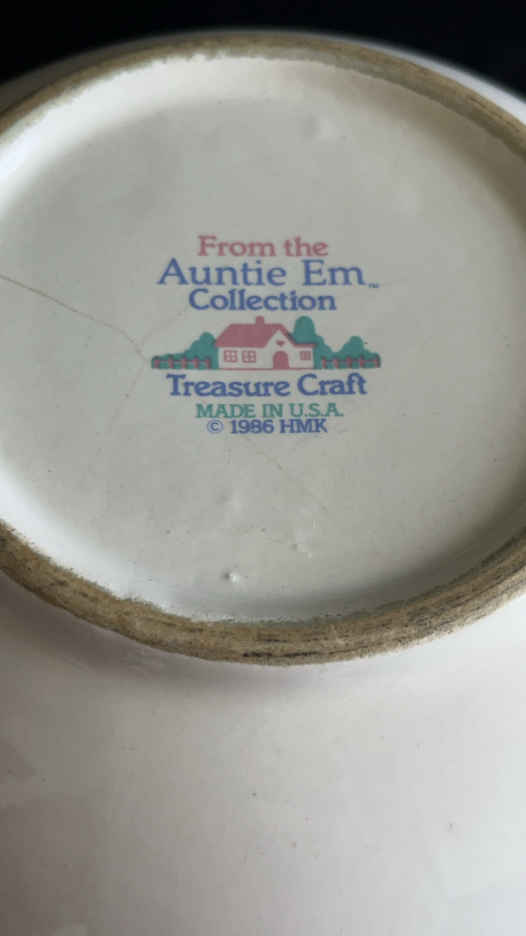 From the
Auntie Em™
Collection
Treasure Craft
MADE IN U.S.A.
© 1986 HMK